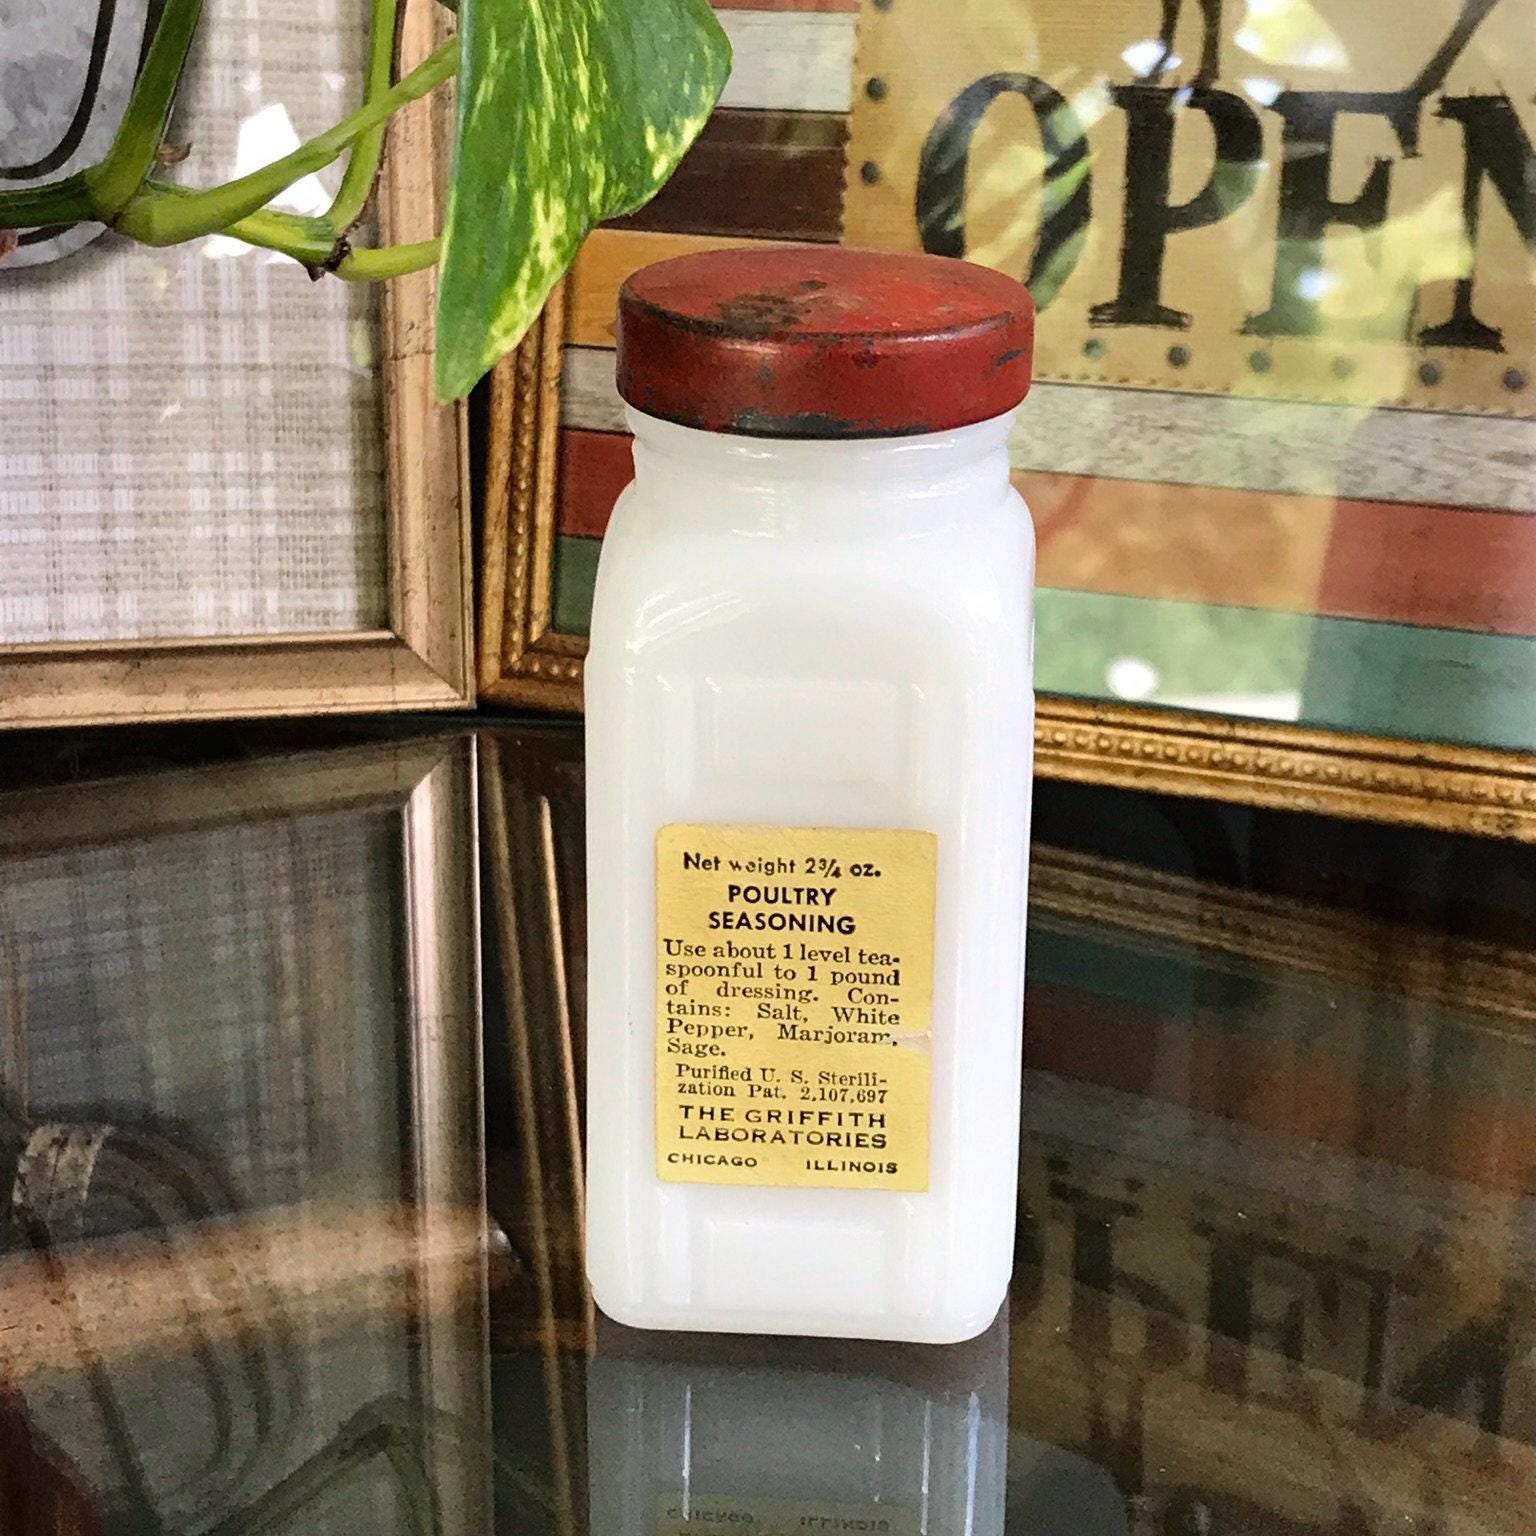 OPEN
Net weight 2¾ oz.
POULTRY
SEASONING
Use about 1 level tea-
spoonful to 1 pound
of dressing. Con-
tains: Salt, White
Pepper, Marjoram,
Sage.
Purified U. S. Sterili-
zation Pat. 2,107,697
THE GRIFFITH
LABORATORIES
CHICAGO ILLINOIS